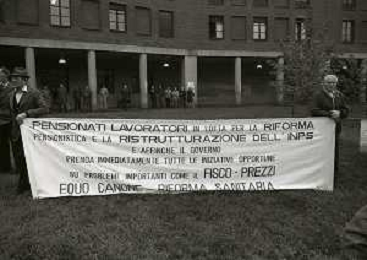 PENSIONATI LAVORATORI IN LOTTA PER LA RIFORMA
PENSIONISTICA E LA RISTRUTTURAZIONE DELL'INPS
E AFFINCHE IL GOVERNO
PRENDA IMMEDIATAMENTE TUTTE LE INIZIATIVE OPPORTUNE
SU PROBLEMI IMPORTANTI COME IL FISCO - PREZZI
EQUO CANONE RIFORMA SANITARIA